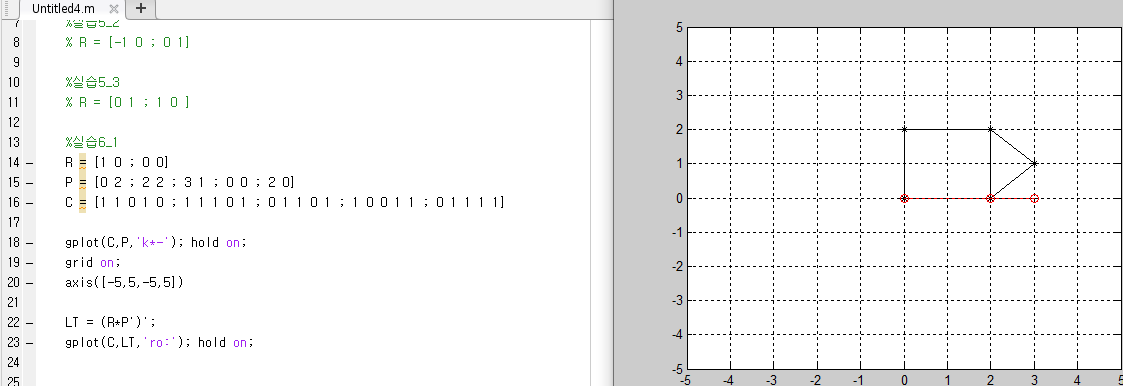 Untitled4.m
7 %실습5_2
8 % R = [-1 0 ; 0 1]
9
10 %실습5_3
11 % R = [0 1 ; 1 0 ]
12
13 %실습6_1
14 – R = [1 0 ; 0 0]
15 – P = [0 2 ; 2 2 ; 3 1 ; 0 0 ; 2 0]
16 – C = [1 1 0 1 0 ; 1 1 1 0 1 ; 0 1 1 0 1 ; 1 0 0 1 1 ; 0 1 1 1 1]
17
18 – gplot(C,P,'k*-'); hold on;
19 – grid on;
20 – axis([-5,5,-5,5])
21
22 – LT = (R*P')';
23 – gplot(C,LT,'ro:'); hold on;
24
25
5
4
3
2
1
0
-1
-2
-3
-4
-5
-5 -4 -3 -2 -1 0 1 2 3 4 5